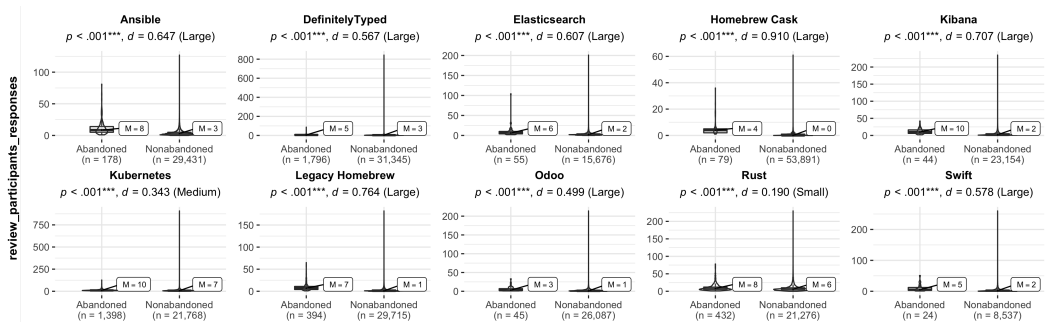 review_participants_responses
Ansible
p < .001***, d = 0.647 (Large)
100
50
0
M = 8
M = 3
Abandoned
(n = 178)
Nonabandoned
(n = 29,431)
DefinitelyTyped
p < .001***, d = 0.567 (Large)
800
600
400
200
0
M = 5
M = 3
Abandoned
(n = 1,796)
Nonabandoned
(n = 31,345)
Elasticsearch
p < .001***, d = 0.607 (Large)
200
150
100
50
0
M = 6
M = 2
Abandoned
(n = 55)
Nonabandoned
(n = 15,676)
Homebrew Cask
p < .001***, d = 0.910 (Large)
60
40
20
0
M = 4
M = 0
Abandoned
(n = 79)
Nonabandoned
(n = 53,891)
Kibana
p < .001***, d = 0.707 (Large)
200
150
100
50
0
M = 10
M = 2
Abandoned
(n = 44)
Nonabandoned
(n = 23,154)
Kubernetes
p < .001***, d = 0.343 (Medium)
750
500
250
0
M = 10
M = 7
Abandoned
(n = 1,398)
Nonabandoned
(n = 21,768)
Legacy Homebrew
p < .001***, d = 0.764 (Large)
150
100
50
0
M = 7
M = 1
Abandoned
(n = 394)
Nonabandoned
(n = 29,715)
Odoo
p < .001***, d = 0.499 (Large)
200
150
100
50
0
M = 3
M = 1
Abandoned
(n = 45)
Nonabandoned
(n = 26,087)
Rust
p < .001***, d = 0.190 (Small)
200
150
100
50
0
M = 8
M = 6
Abandoned
(n = 432)
Nonabandoned
(n = 21,276)
Swift
p < .001***, d = 0.578 (Large)
200
100
0
M = 5
M = 2
Abandoned
(n = 24)
Nonabandoned
(n = 8,537)